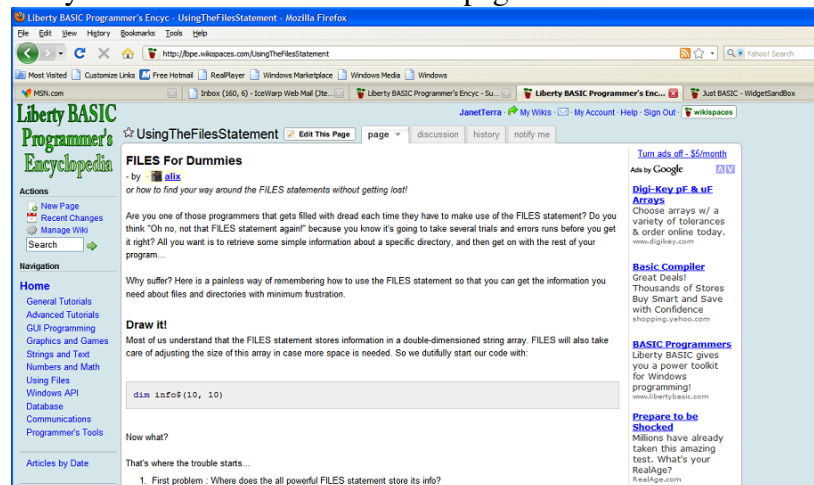 Liberty BASIC Programmer's Encyc - UsingTheFilesStatement - Mozilla Firefox
File Edit View History Bookmarks Tools Help
http://lbpe.wikispaces.com/UsingTheFilesStatement
Yahoo! Search
Most Visited Customize Links Free Hotmail RealPlayer Windows Marketplace Windows Media Windows
MSN.com Inbox (160, 6) - IceWarp Web Mail (Jte... Liberty BASIC Programmer's Encyc - Su... Liberty BASIC Programmer's Enc... Just BASIC - WidgetSandBox
JanetTerra · My Wikis · My Account · Help · Sign Out · wikispaces
Liberty BASIC
Programmer's
Encyclopedia
Actions
New Page
Recent Changes
Manage Wiki
Search
Navigation
Home
General Tutorials
Advanced Tutorials
GUI Programming
Graphics and Games
Strings and Text
Numbers and Math
Using Files
Windows API
Database
Communications
Programmer's Tools
Articles by Date
UsingTheFilesStatement Edit This Page page discussion history notify me
FILES For Dummies
- by - alix
or how to find your way around the FILES statements without getting lost!
Are you one of those programmers that gets filled with dread each time they have to make use of the FILES statement? Do you
think "Oh no, not that FILES statement again!" because you know it's going to take several trials and errors runs before you get
it right? All you want is to retrieve some simple information about a specific directory, and then get on with the rest of your
program...
Why suffer? Here is a painless way of remembering how to use the FILES statement so that you can get the information you
need about files and directories with minimum frustration.
Draw it!
Most of us understand that the FILES statement stores information in a double-dimensioned string array. FILES will also take
care of adjusting the size of this array in case more space is needed. So we dutifully start our code with:
dim info$(10, 10)
Now what?
That's where the trouble starts...
1. First problem : Where does the all powerful FILES statement store its info?
Turn ads off - $5/month
Ads by Google
Digi-Key pF & uF
Arrays
Choose arrays w/ a
variety of tolerances
& order online today.
www.digikey.com
Basic Compiler
Great Deals!
Thousands of Stores
Buy Smart and Save
with Confidence
shopping.yahoo.com
BASIC Programmers
Liberty BASIC gives
you a power toolkit
for Windows
programming!
www.libertybasic.com
Prepare to be
Shocked
Millions have already
taken this amazing
test. What's your
RealAge?
RealAge.com